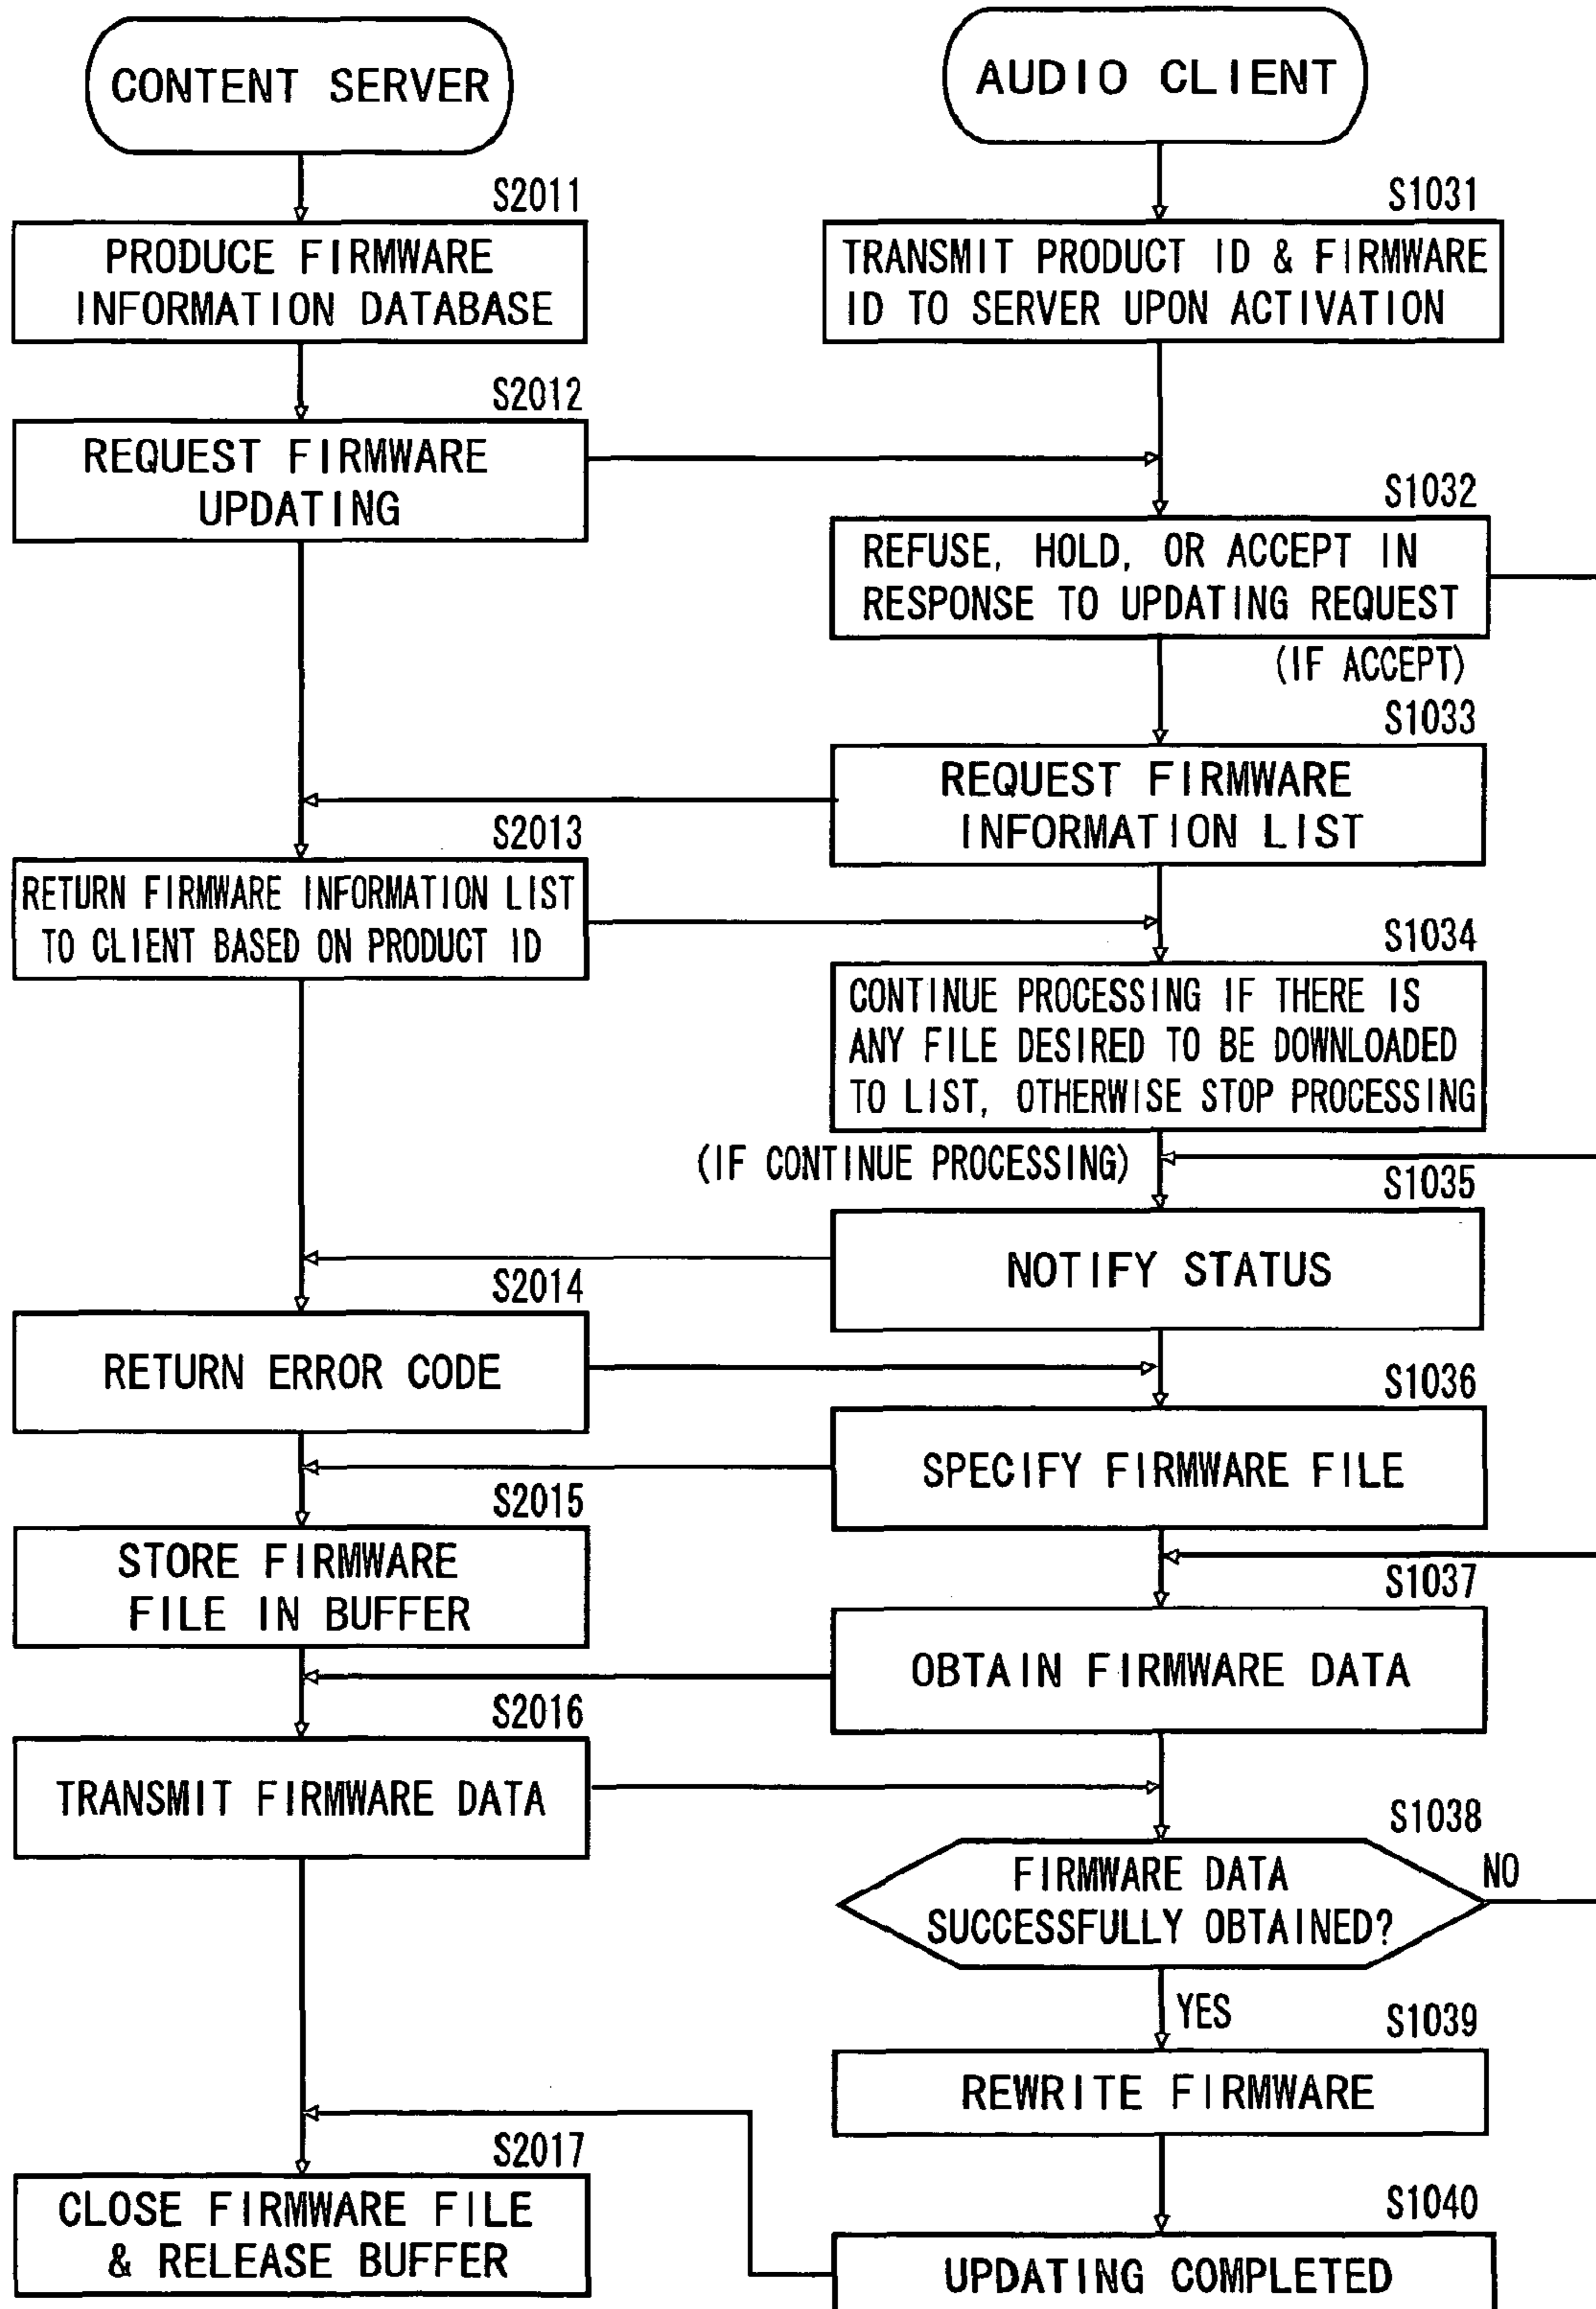 CONTENT SERVER
AUDIO CLIENT
S2011
PRODUCE FIRMWARE
INFORMATION DATABASE
S1031
TRANSMIT PRODUCT ID & FIRMWARE
ID TO SERVER UPON ACTIVATION
S2012
REQUEST FIRMWARE
UPDATING
S1032
REFUSE, HOLD, OR ACCEPT IN
RESPONSE TO UPDATING REQUEST
(IF ACCEPT)
S1033
REQUEST FIRMWARE
INFORMATION LIST
S2013
RETURN FIRMWARE INFORMATION LIST
TO CLIENT BASED ON PRODUCT ID
S1034
CONTINUE PROCESSING IF THERE IS
ANY FILE DESIRED TO BE DOWNLOADED
TO LIST, OTHERWISE STOP PROCESSING
(IF CONTINUE PROCESSING)
S1035
NOTIFY STATUS
S2014
RETURN ERROR CODE
S1036
SPECIFY FIRMWARE FILE
S2015
STORE FIRMWARE
FILE IN BUFFER
S1037
OBTAIN FIRMWARE DATA
S2016
TRANSMIT FIRMWARE DATA
S1038
FIRMWARE DATA
SUCCESSFULLY OBTAINED?
NO
YES
S1039
REWRITE FIRMWARE
S2017
CLOSE FIRMWARE FILE
& RELEASE BUFFER
S1040
UPDATING COMPLETED